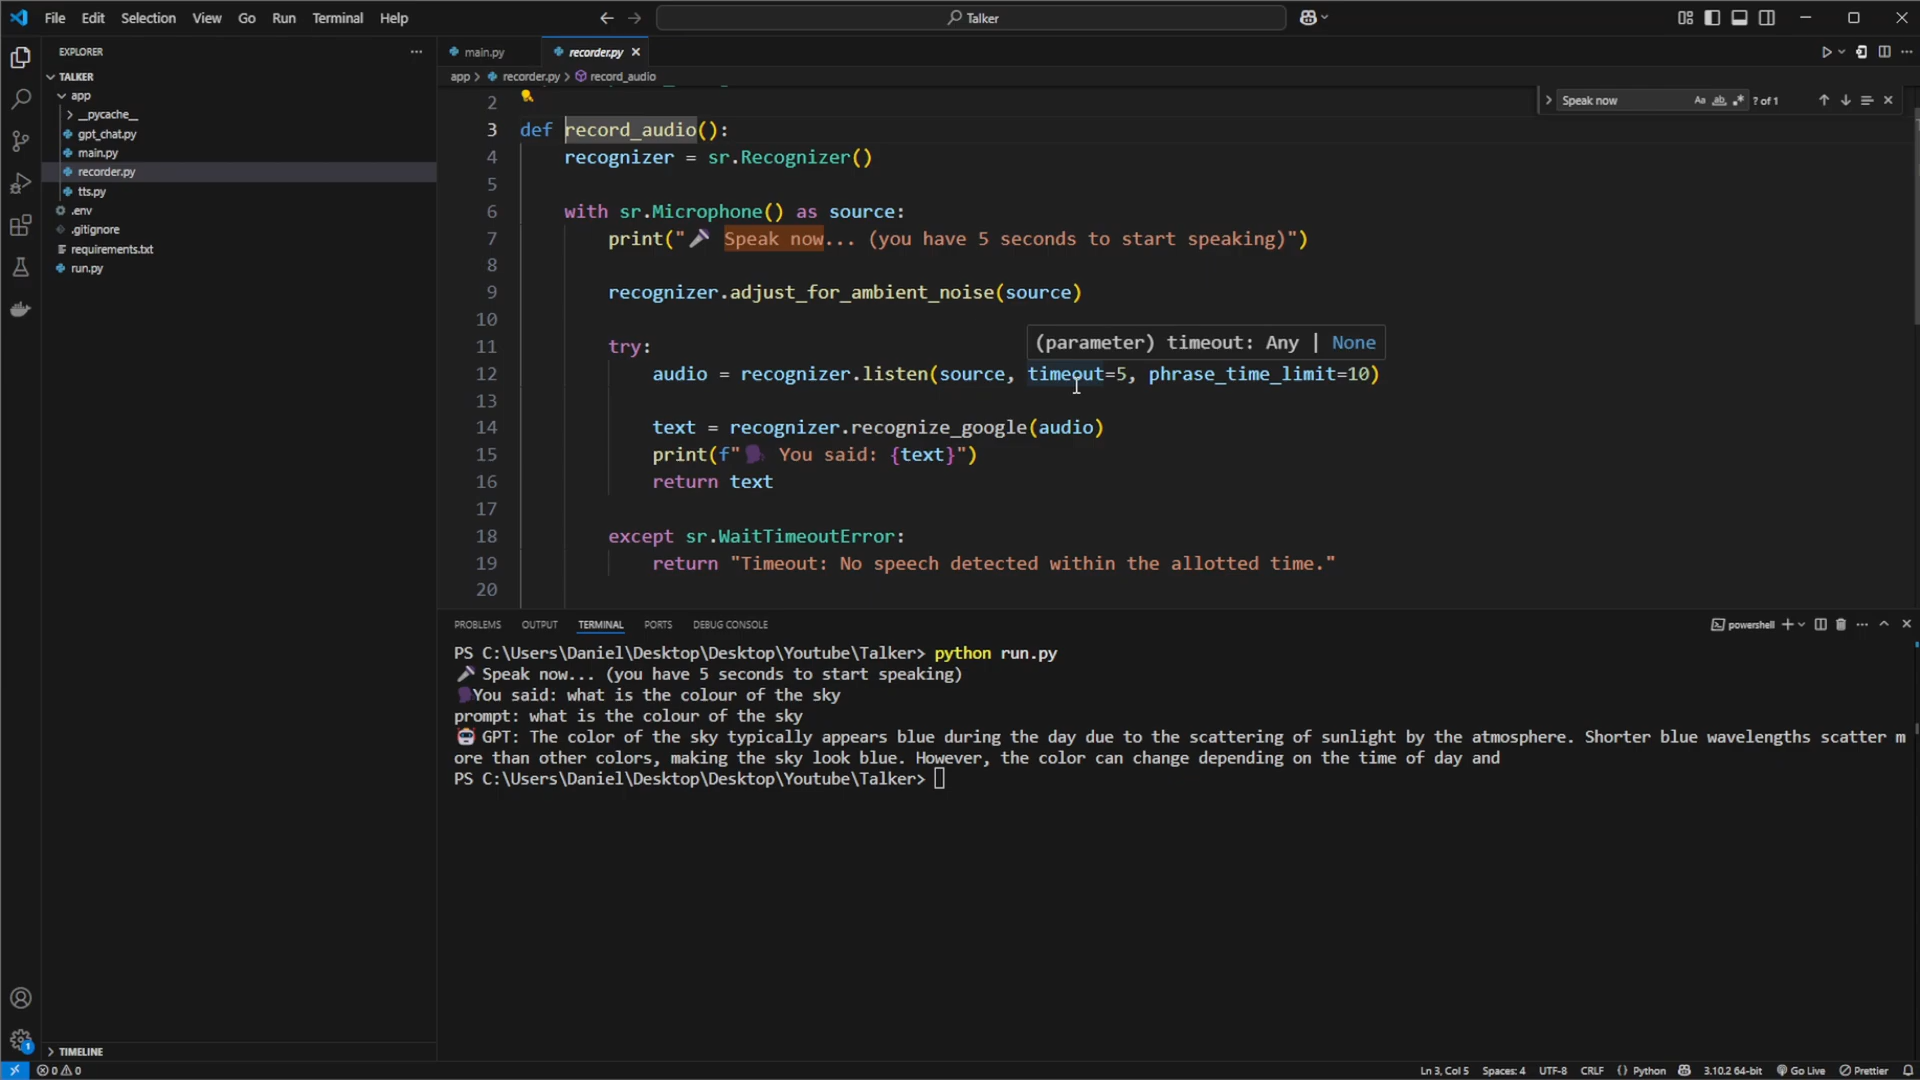 File Edit Selection View Go Run Terminal Help
Talker
EXPLORER
TALKER
app
__pycache__
gpt_chat.py
main.py
recorder.py
tts.py
.env
.gitignore
requirements.txt
run.py
TIMELINE
main.py
recorder.py
app > recorder.py > record_audio
Speak now
Aa ab .* ? of 1
2
3 def record_audio():
4 recognizer = sr.Recognizer()
5
6 with sr.Microphone() as source:
7 print("🎤 Speak now... (you have 5 seconds to start speaking)")
8
9 recognizer.adjust_for_ambient_noise(source)
10
(parameter) timeout: Any | None
11 try:
12 audio = recognizer.listen(source, timeout=5, phrase_time_limit=10)
13
14 text = recognizer.recognize_google(audio)
15 print(f"🗣 You said: {text}")
16 return text
17
18 except sr.WaitTimeoutError:
19 return "Timeout: No speech detected within the allotted time."
20
PROBLEMS OUTPUT TERMINAL PORTS DEBUG CONSOLE
powershell
PS C:\Users\Daniel\Desktop\Desktop\Youtube\Talker> python run.py
🎤 Speak now... (you have 5 seconds to start speaking)
🗣You said: what is the colour of the sky
prompt: what is the colour of the sky
🤖 GPT: The color of the sky typically appears blue during the day due to the scattering of sunlight by the atmosphere. Shorter blue wavelengths scatter m
ore than other colors, making the sky look blue. However, the color can change depending on the time of day and
PS C:\Users\Daniel\Desktop\Desktop\Youtube\Talker>
1
0 0
Ln 3, Col 5 Spaces: 4 UTF-8 CRLF {} Python 3.10.2 64-bit Go Live Prettier